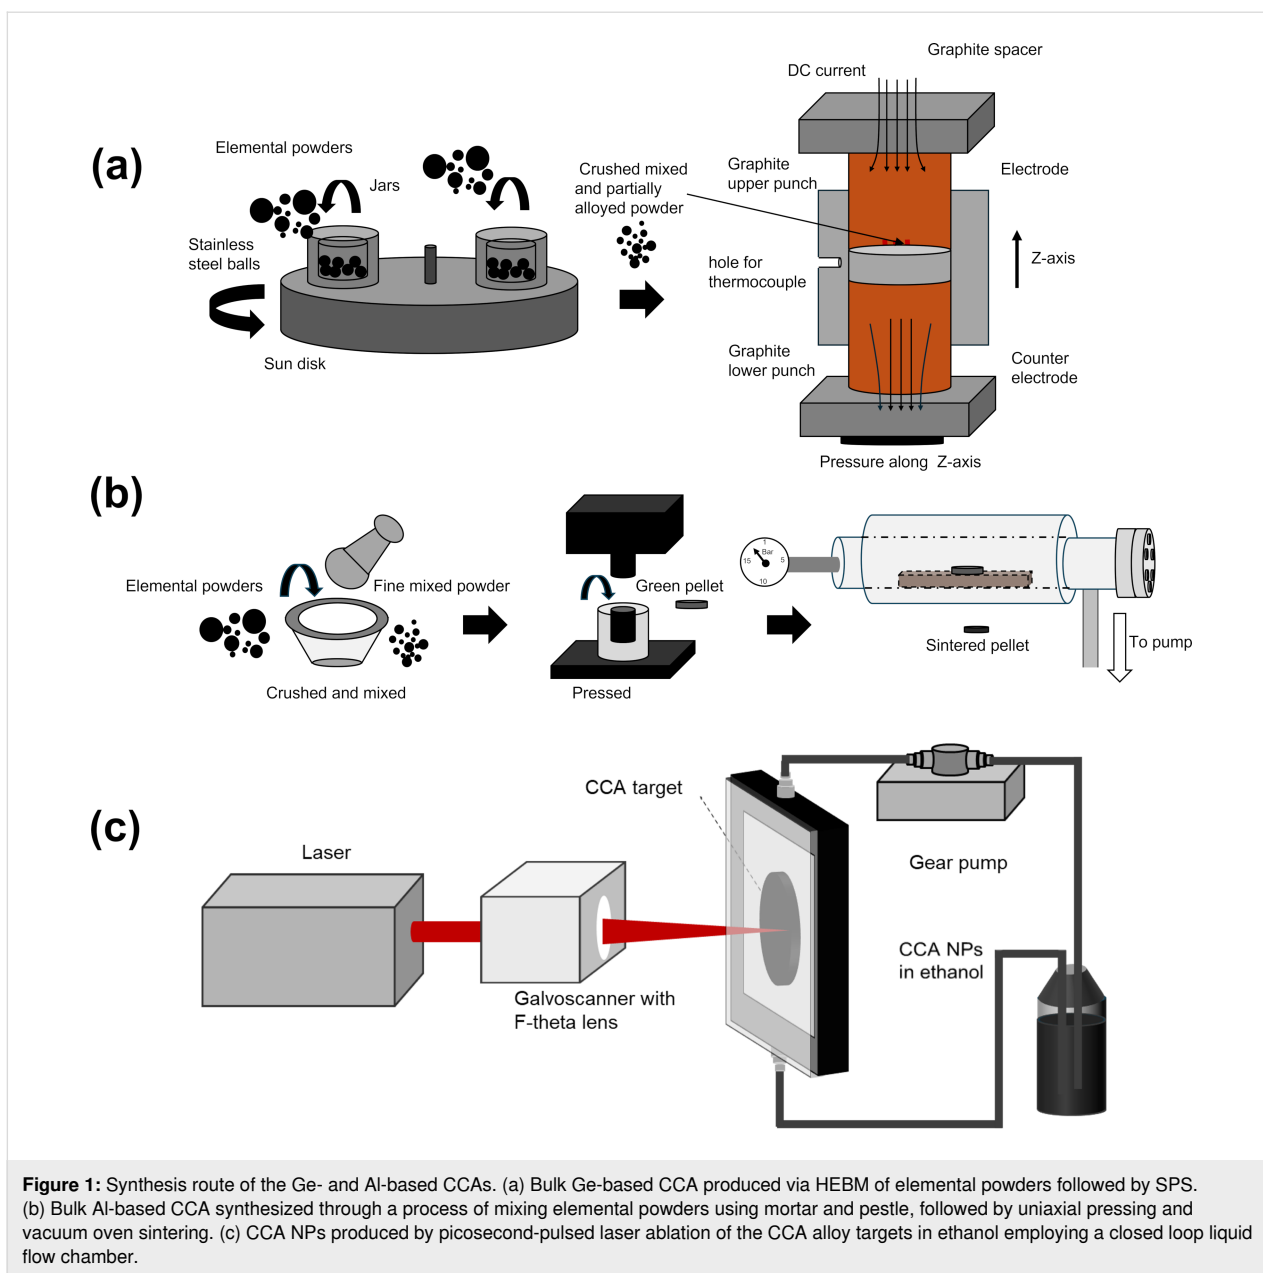 (a)
Elemental powders
Jars
Stainless
steel balls
Sun disk
Crushed mixed
and partially
alloyed powder
Graphite spacer
DC current
Graphite
upper punch
Electrode
hole for
thermocouple
Z-axis
Graphite
lower punch
Counter
electrode
Pressure along Z-axis
(b)
Elemental powders
Fine mixed powder
Crushed and mixed
Green pellet
Pressed
1
Bar
15
5
10
Sintered pellet
To pump
(c)
Laser
Galvoscanner with
F-theta lens
CCA target
Gear pump
CCA NPs
in ethanol
Figure 1: Synthesis route of the Ge- and Al-based CCAs. (a) Bulk Ge-based CCA produced via HEBM of elemental powders followed by SPS.
(b) Bulk Al-based CCA synthesized through a process of mixing elemental powders using mortar and pestle, followed by uniaxial pressing and
vacuum oven sintering. (c) CCA NPs produced by picosecond-pulsed laser ablation of the CCA alloy targets in ethanol employing a closed loop liquid
flow chamber.